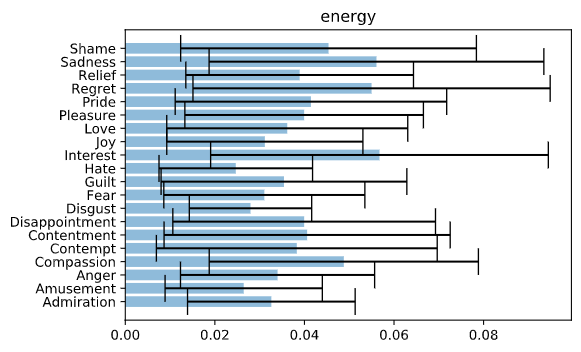 energy
Shame
Sadness
Relief
Regret
Pride
Pleasure
Love
Joy
Interest
Hate
Guilt
Fear
Disgust
Disappointment
Contentment
Contempt
Compassion
Anger
Amusement
Admiration
0.00 0.02 0.04 0.06 0.08